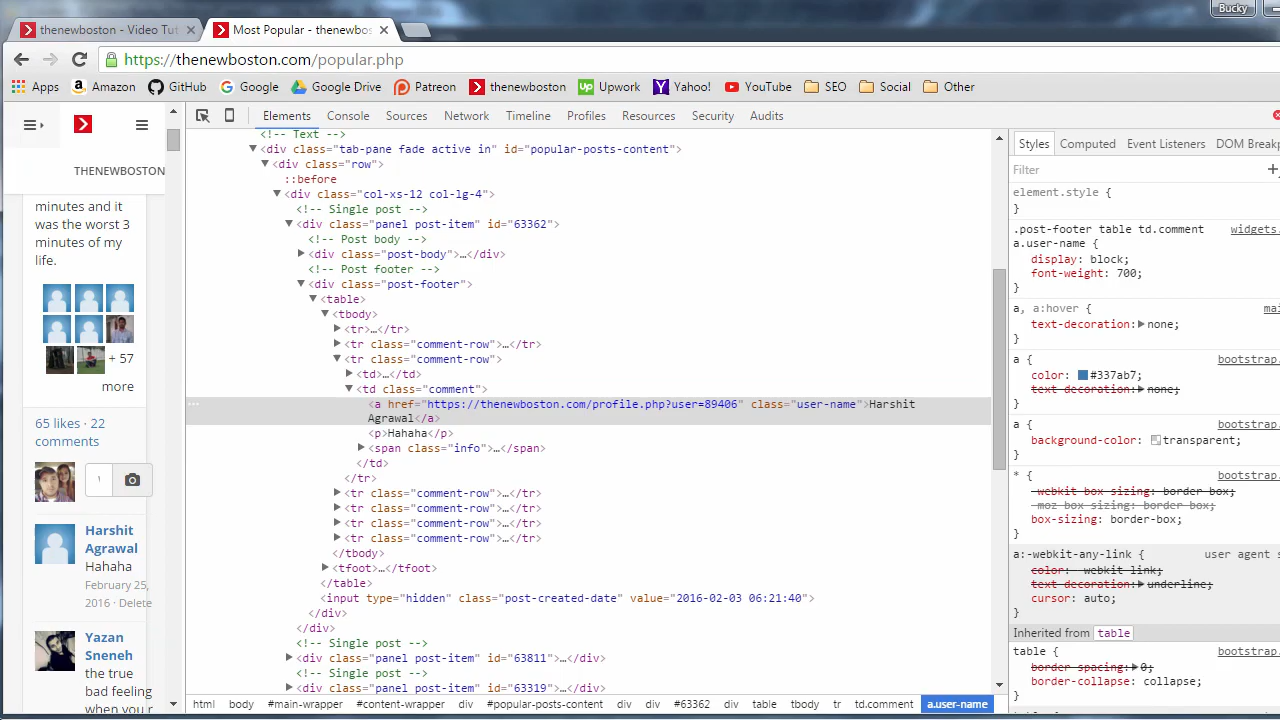 Bucky
thenewboston - Video Tut
Most Popular - thenewbos
https://thenewboston.com/popular.php
Apps Amazon GitHub Google Google Drive Patreon thenewboston Upwork Yahoo! YouTube SEO Social Other
THENEWBOSTON
minutes and it
was the worst 3
minutes of my
life.
+ 57
more
65 likes - 22
comments
Harshit
Agrawal
Hahaha
February 25,
2016 · Delete
Yazan
Sneneh
the true
bad feeling
when you r
Elements Console Sources Network Timeline Profiles Resources Security Audits
<!-- Text -->
<div class="tab-pane fade active in" id="popular-posts-content">
<div class="row">
::before
<div class="col-xs-12 col-lg-4">
<!-- Single post -->
<div class="panel post-item" id="63362">
<!-- Post body -->
<div class="post-body">…</div>
<!-- Post footer -->
<div class="post-footer">
<table>
<tbody>
<tr>…</tr>
<tr class="comment-row">…</tr>
<tr class="comment-row">
<td>…</td>
<td class="comment">
<a href="https://thenewboston.com/profile.php?user=89406" class="user-name">Harshit
Agrawal</a>
<p>Hahaha</p>
<span class="info">…</span>
</td>
</tr>
<tr class="comment-row">…</tr>
<tr class="comment-row">…</tr>
<tr class="comment-row">…</tr>
<tr class="comment-row">…</tr>
</tbody>
<tfoot>…</tfoot>
</table>
<input type="hidden" class="post-created-date" value="2016-02-03 06:21:40">
</div>
</div>
<!-- Single post -->
<div class="panel post-item" id="63811">…</div>
<!-- Single post -->
<div class="panel post-item" id="63319">…</div>
html body #main-wrapper #content-wrapper div #popular-posts-content div div #63362 div table tbody tr td.comment a.user-name
Styles Computed Event Listeners DOM Breakp
Filter
element.style {
}
.post-footer table td.comment widgets.
a.user-name {
display: block;
font-weight: 700;
}
a, a:hover { mai
text-decoration: none;
}
a { bootstrap.
color: #337ab7;
text-decoration: none;
}
a { bootstrap.
background-color: transparent;
}
* { bootstrap.
-webkit-box-sizing: border-box;
-moz-box-sizing: border-box;
box-sizing: border-box;
}
a:-webkit-any-link { user agent s
color: -webkit-link;
text-decoration: underline;
cursor: auto;
}
Inherited from table
table { bootstrap.
border-spacing: 0;
border-collapse: collapse;
}